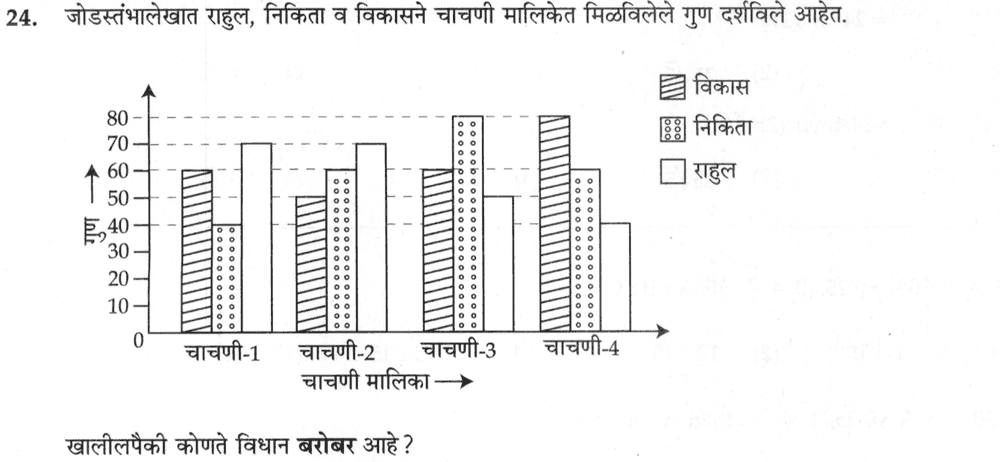 24. जोडस्तंभालेखात राहुल, निकिता व विकासने चाचणी मालिकेत मिळविलेले गुण दर्शविले आहेत.
विकास
निकिता
राहुल
80
70
60
50
40
30
20
10
0
गुण
चाचणी-1 चाचणी-2 चाचणी-3 चाचणी-4
चाचणी मालिका
खालीलपैकी कोणते विधान बरोबर आहे?